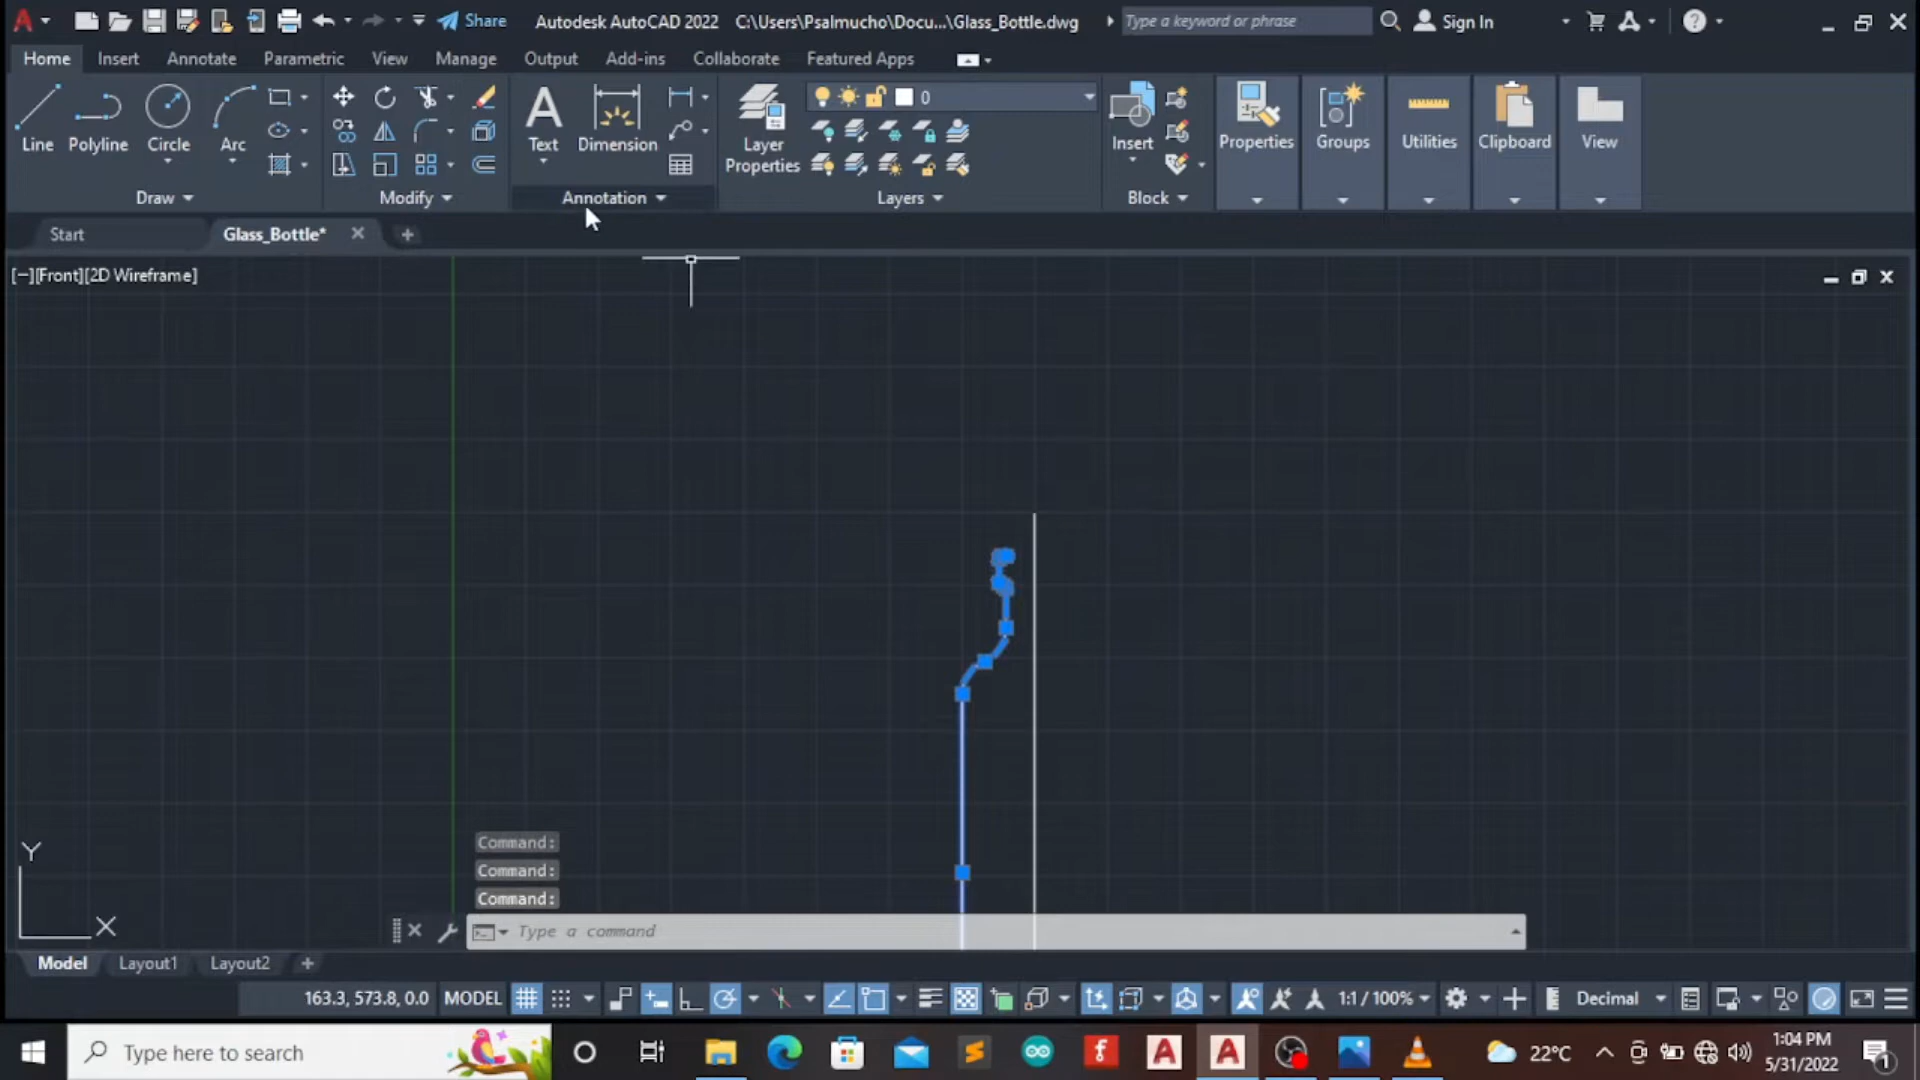 Share
Autodesk AutoCAD 2022 C:\Users\Psalmucho\Docu...\Glass_Bottle.dwg
Type a keyword or phrase
Sign In
Home Insert Annotate Parametric View Manage Output Add-ins Collaborate Featured Apps
0
Line Polyline Circle Arc
Text Dimension
Layer Properties
Insert
Properties Groups Utilities Clipboard View
Draw Modify Annotation Layers Block
Start Glass_Bottle*
[−][Front][2D Wireframe]
Y
X
Command:
Command:
Command:
Type a command
Model Layout1 Layout2
163.3, 573.8, 0.0 MODEL 1:1 / 100% Decimal
Type here to search
22°C
1:04 PM
5/31/2022
1